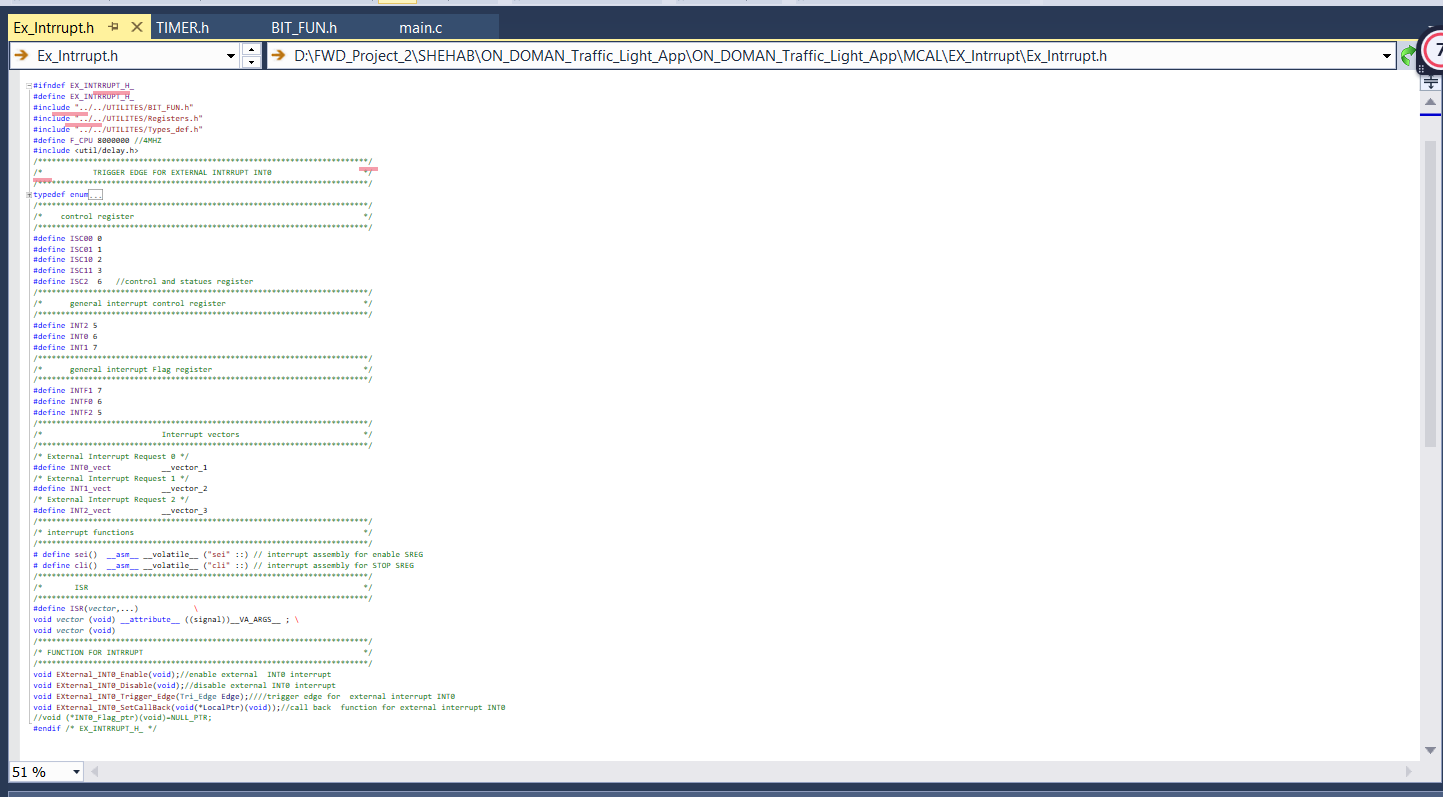 Ex_Intrrupt.h
TIMER.h
BIT_FUN.h
main.c
Ex_Intrrupt.h
D:\FWD_Project_2\SHEHAB\ON_DOMAN_Traffic_Light_App\ON_DOMAN_Traffic_Light_App\MCAL\EX_Intrrupt\Ex_Intrrupt.h
7
#ifndef EX_INTRRUPT_H_
#define EX_INTRRUPT_H_
#include "../../UTILITES/BIT_FUN.h"
#include "../../UTILITES/Registers.h"
#include "../../UTILITES/Types_def.h"
#define F_CPU 8000000 //4MHZ
#include <util/delay.h>
/************************************************************************/
/* TRIGGER EDGE FOR EXTERNAL INTRRUPT INT0 */
/************************************************************************/
typedef enum...
/************************************************************************/
/* control register */
/************************************************************************/
#define ISC00 0
#define ISC01 1
#define ISC10 2
#define ISC11 3
#define ISC2 6 //control and statues register
/************************************************************************/
/* general interrupt control register */
/************************************************************************/
#define INT2 5
#define INT0 6
#define INT1 7
/************************************************************************/
/* general interrupt Flag register */
/************************************************************************/
#define INTF1 7
#define INTF0 6
#define INTF2 5
/************************************************************************/
/* Interrupt vectors */
/************************************************************************/
/* External Interrupt Request 0 */
#define INT0_vect __vector_1
/* External Interrupt Request 1 */
#define INT1_vect __vector_2
/* External Interrupt Request 2 */
#define INT2_vect __vector_3
/************************************************************************/
/* interrupt functions */
/************************************************************************/
# define sei() __asm__ __volatile__ ("sei" ::) // interrupt assembly for enable SREG
# define cli() __asm__ __volatile__ ("cli" ::) // interrupt assembly for STOP SREG
/************************************************************************/
/* ISR */
/************************************************************************/
#define ISR(vector,...) \
void vector (void) __attribute__ ((signal))__VA_ARGS__ ; \
void vector (void)
/************************************************************************/
/* FUNCTION FOR INTRRUPT */
/************************************************************************/
void EXternal_INT0_Enable(void);//enable external INT0 interrupt
void EXternal_INT0_Disable(void);//disable external INT0 interrupt
void EXternal_INT0_Trigger_Edge(Tri_Edge Edge);////trigger edge for external interrupt INT0
void EXternal_INT0_SetCallBack(void(*LocalPtr)(void));//call back function for external interrupt INT0
//void (*INT0_Flag_ptr)(void)=NULL_PTR;
#endif /* EX_INTRRUPT_H_ */
51 %